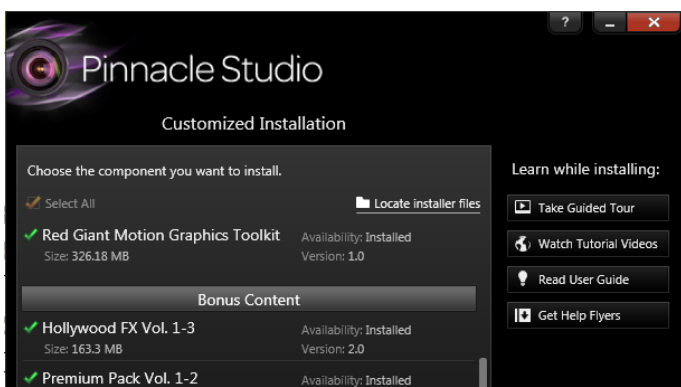 ? _ ×
Pinnacle Studio
Customized Installation
Choose the component you want to install.
Select All
Locate installer files
Red Giant Motion Graphics Toolkit
Availability: Installed
Size: 326.18 MB
Version: 1.0
Bonus Content
Hollywood FX Vol. 1-3
Availability: Installed
Size: 163.3 MB
Version: 2.0
Premium Pack Vol. 1-2
Availability: Installed
Learn while installing:
Take Guided Tour
Watch Tutorial Videos
Read User Guide
Get Help Flyers